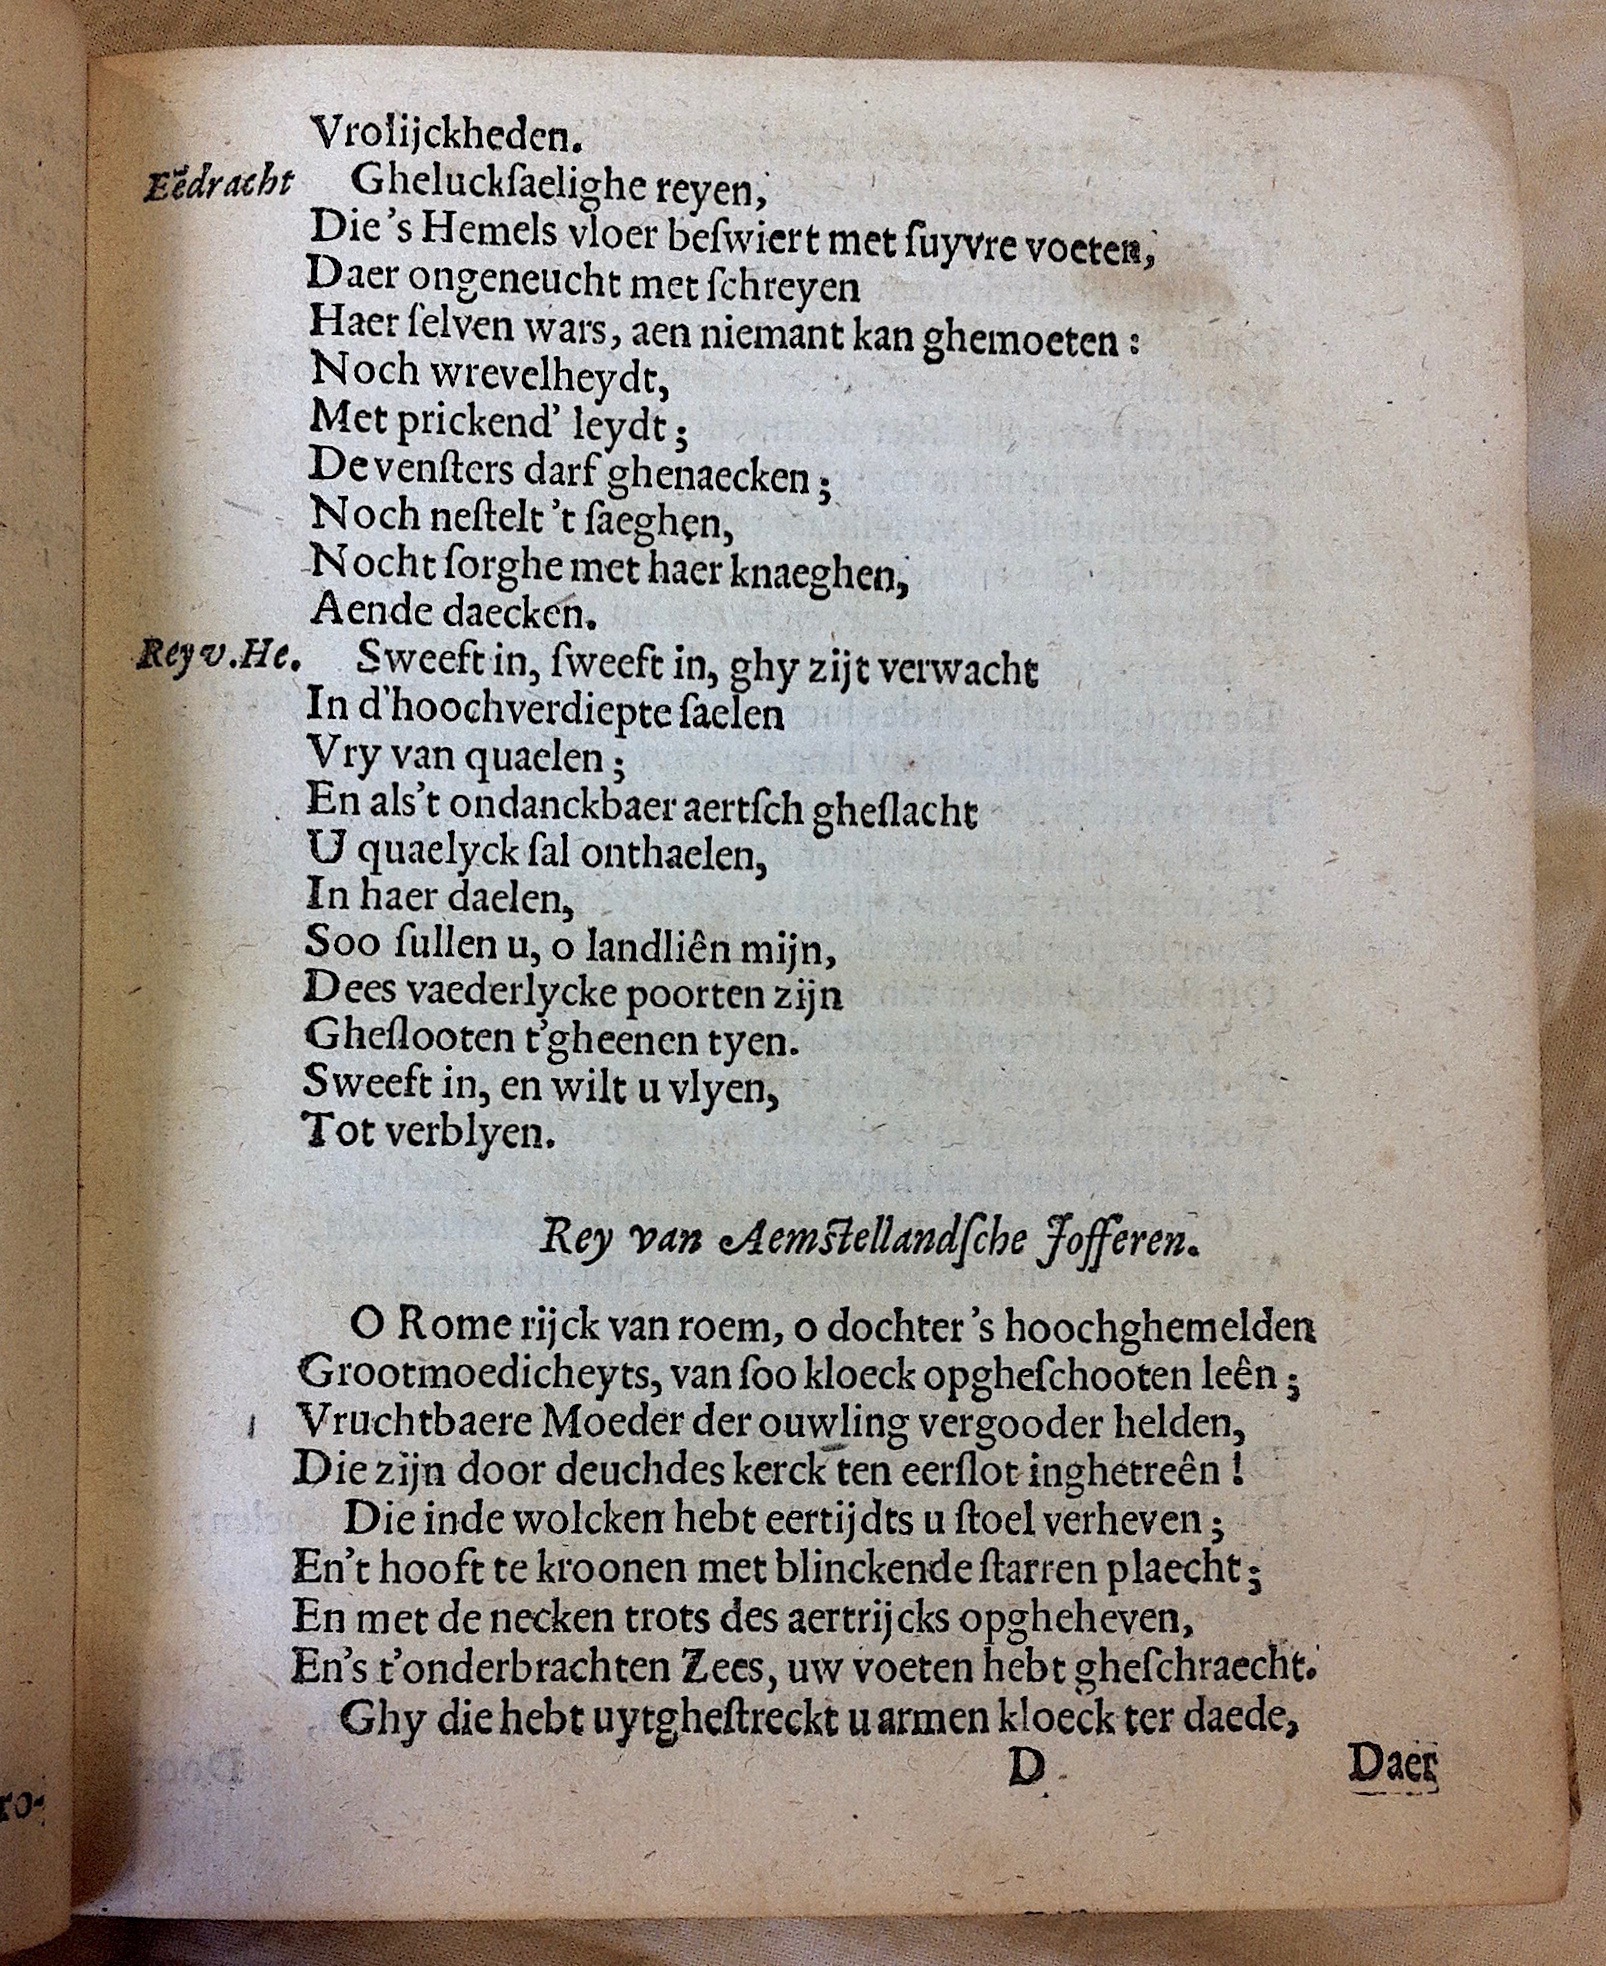 Vrolijckheden.
Eēdracht Gheluckſaelighe reyen,
Die 's Hemels vloer beſwiert met ſuyvre voeten,
Daer ongeneucht met ſchreyen
Haer ſelven wars, aen niemant kan ghemoeten :
Noch wrevelheydt,
Met prickend' leydt ;
De venſters darf ghenaecken ;
Noch neſtelt 't ſaeghen,
Nocht ſorghe met haer knaeghen,
Aende daecken.
Rey v. He. Sweeft in, ſweeft in, ghy zijt verwacht
In d'hoochverdiepte ſaelen
Vry van quaelen ;
En als't ondanckbaer aertſch gheſlacht
U quaelyck ſal onthaelen,
In haer daelen,
Soo ſullen u, o landliên mijn,
Dees vaederlycke poorten zijn
Gheſlooten t'gheenen tyen.
Sweeft in, en wilt u vlyen,
Tot verblyen.
Rey van Aemſtellandſche Jofferen.
O Rome rijck van roem, o dochter 's hoochghemelden
Grootmoedicheyts, van ſoo kloeck opgheſchooten leên ;
Vruchtbaere Moeder der ouwling vergooder helden,
Die zijn door deuchdes kerck ten eerſlot inghetreên !
Die inde wolcken hebt eertijdts u ſtoel verheven ;
En't hooft te kroonen met blinckende ſtarren plaecht ;
En met de necken trots des aertrijcks opgheheven,
En's t'onderbrachten Zees, uw voeten hebt gheſchraecht.
Ghy die hebt uytgheſtreckt u armen kloeck ter daede,
D Daer
ro-